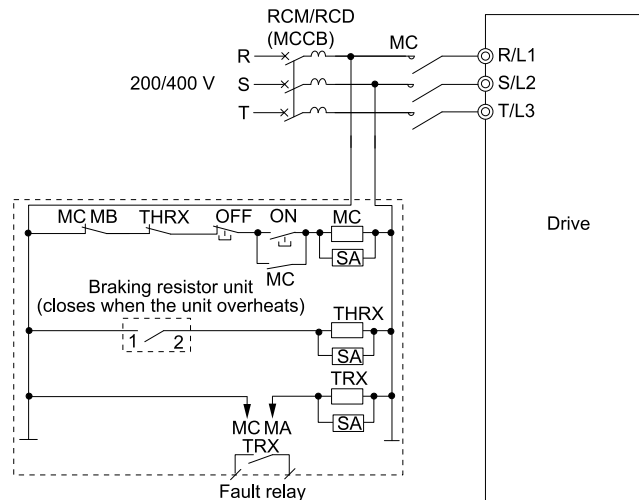 RCM/RCD
(MCCB)
MC
R
R/L1
200/400 V
S
S/L2
T
T/L3
Drive
MC MB
THRX
OFF
ON
MC
SA
MC
Braking resistor unit
(closes when the unit overheats)
THRX
1
2
SA
TRX
SA
MC MA
TRX
Fault relay